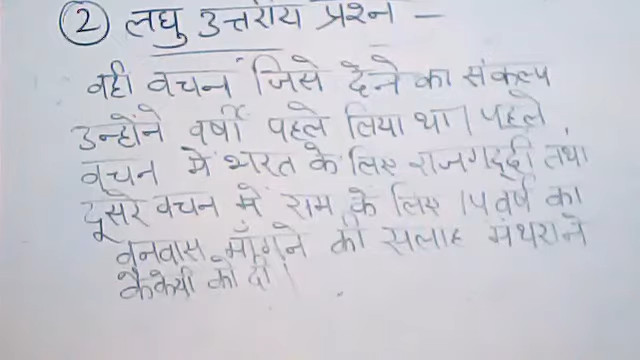 ② लघु उत्तरीय प्रश्न –
वही वचन जिसे देने का संकल्प
उन्होंने वर्षों पहले लिया था। पहले
वचन में भरत के लिए राजगद्दी तथा
दूसरे वचन में राम के लिए 14 वर्ष का
वनवास माँगने की सलाह मंथरा ने
कैकेयी को दी।